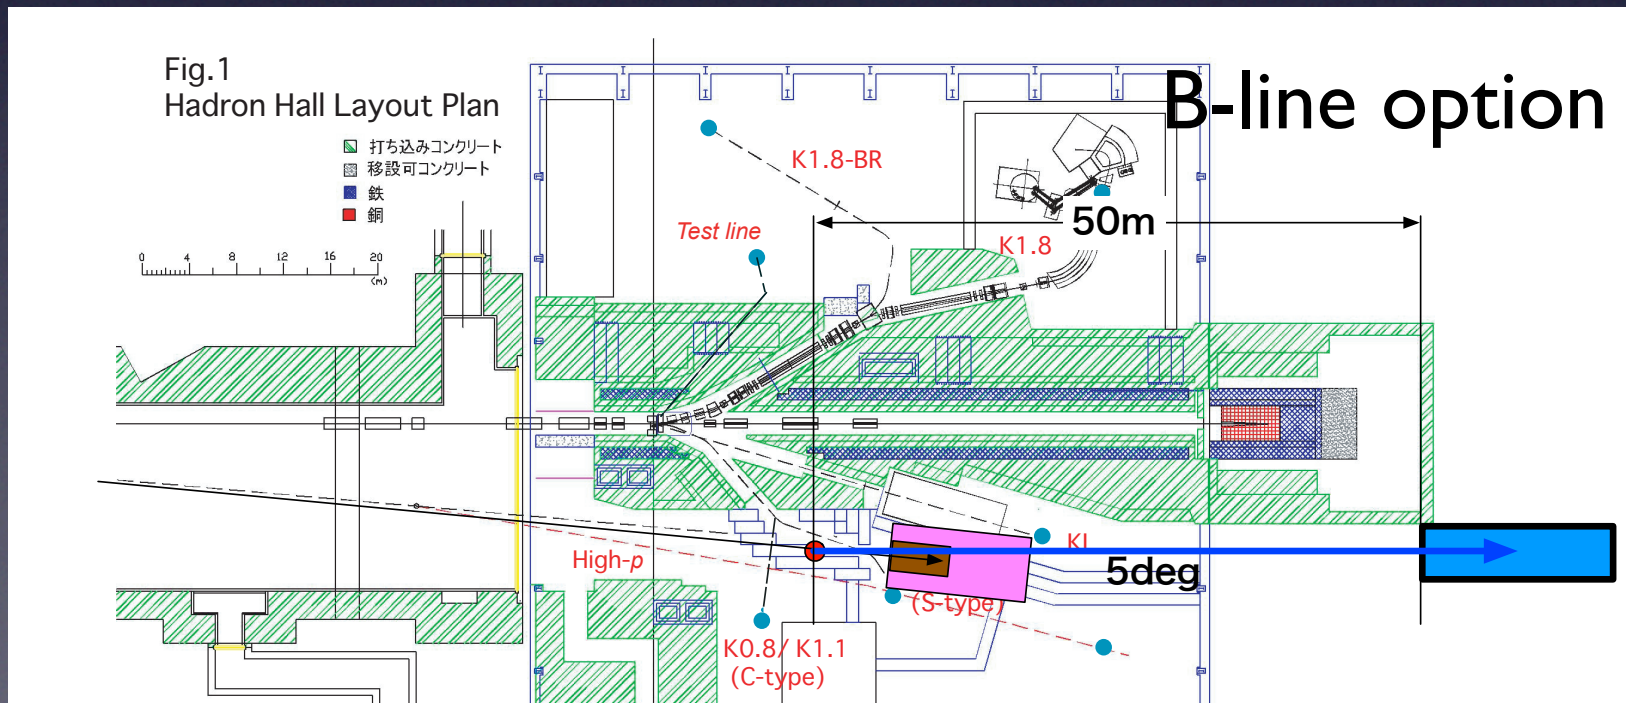 Fig.1
Hadron Hall Layout Plan
B-line option
打ち込みコンクリート
移設可コンクリート
鉄
銅
0 4 8 12 16 20
(m)
K1.8-BR
Test line
50m
K1.8
High-p
KL
5deg
(S-type)
K0.8/ K1.1
(C-type)